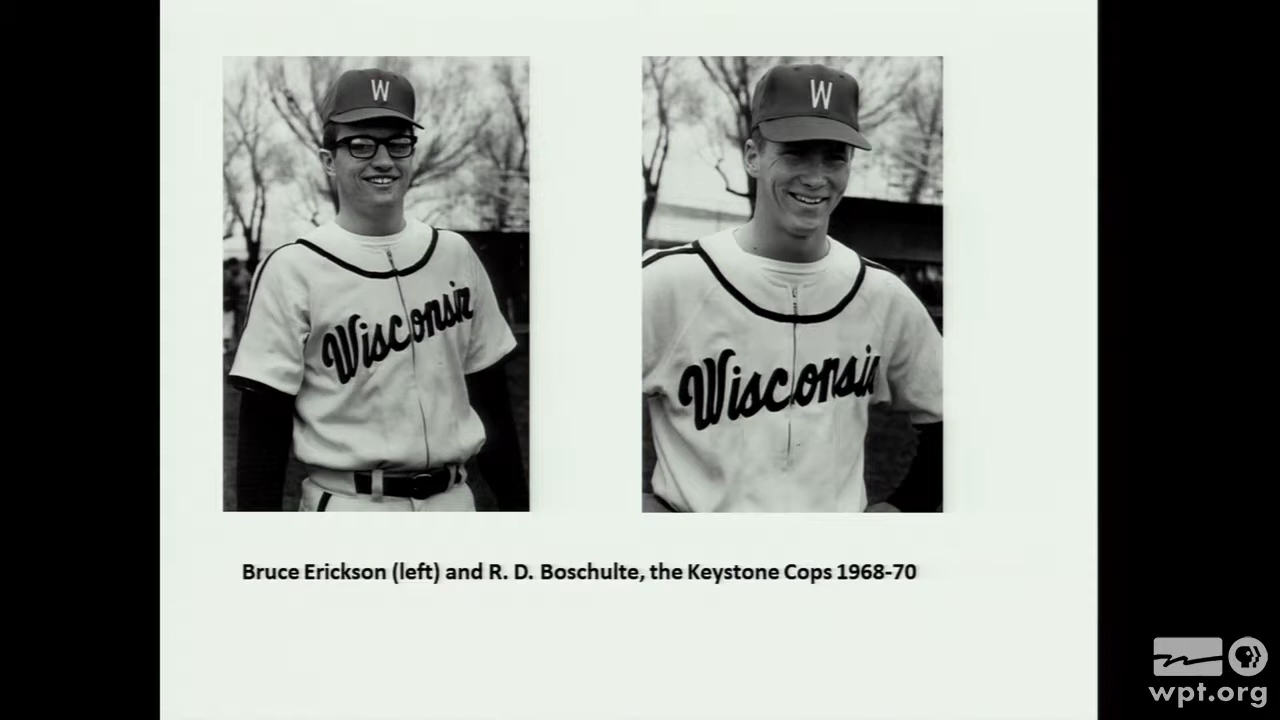 W
W
Wisconsin
Wisconsin
Bruce Erickson (left) and R. D. Boschulte, the Keystone Cops 1968-70
wpt.org